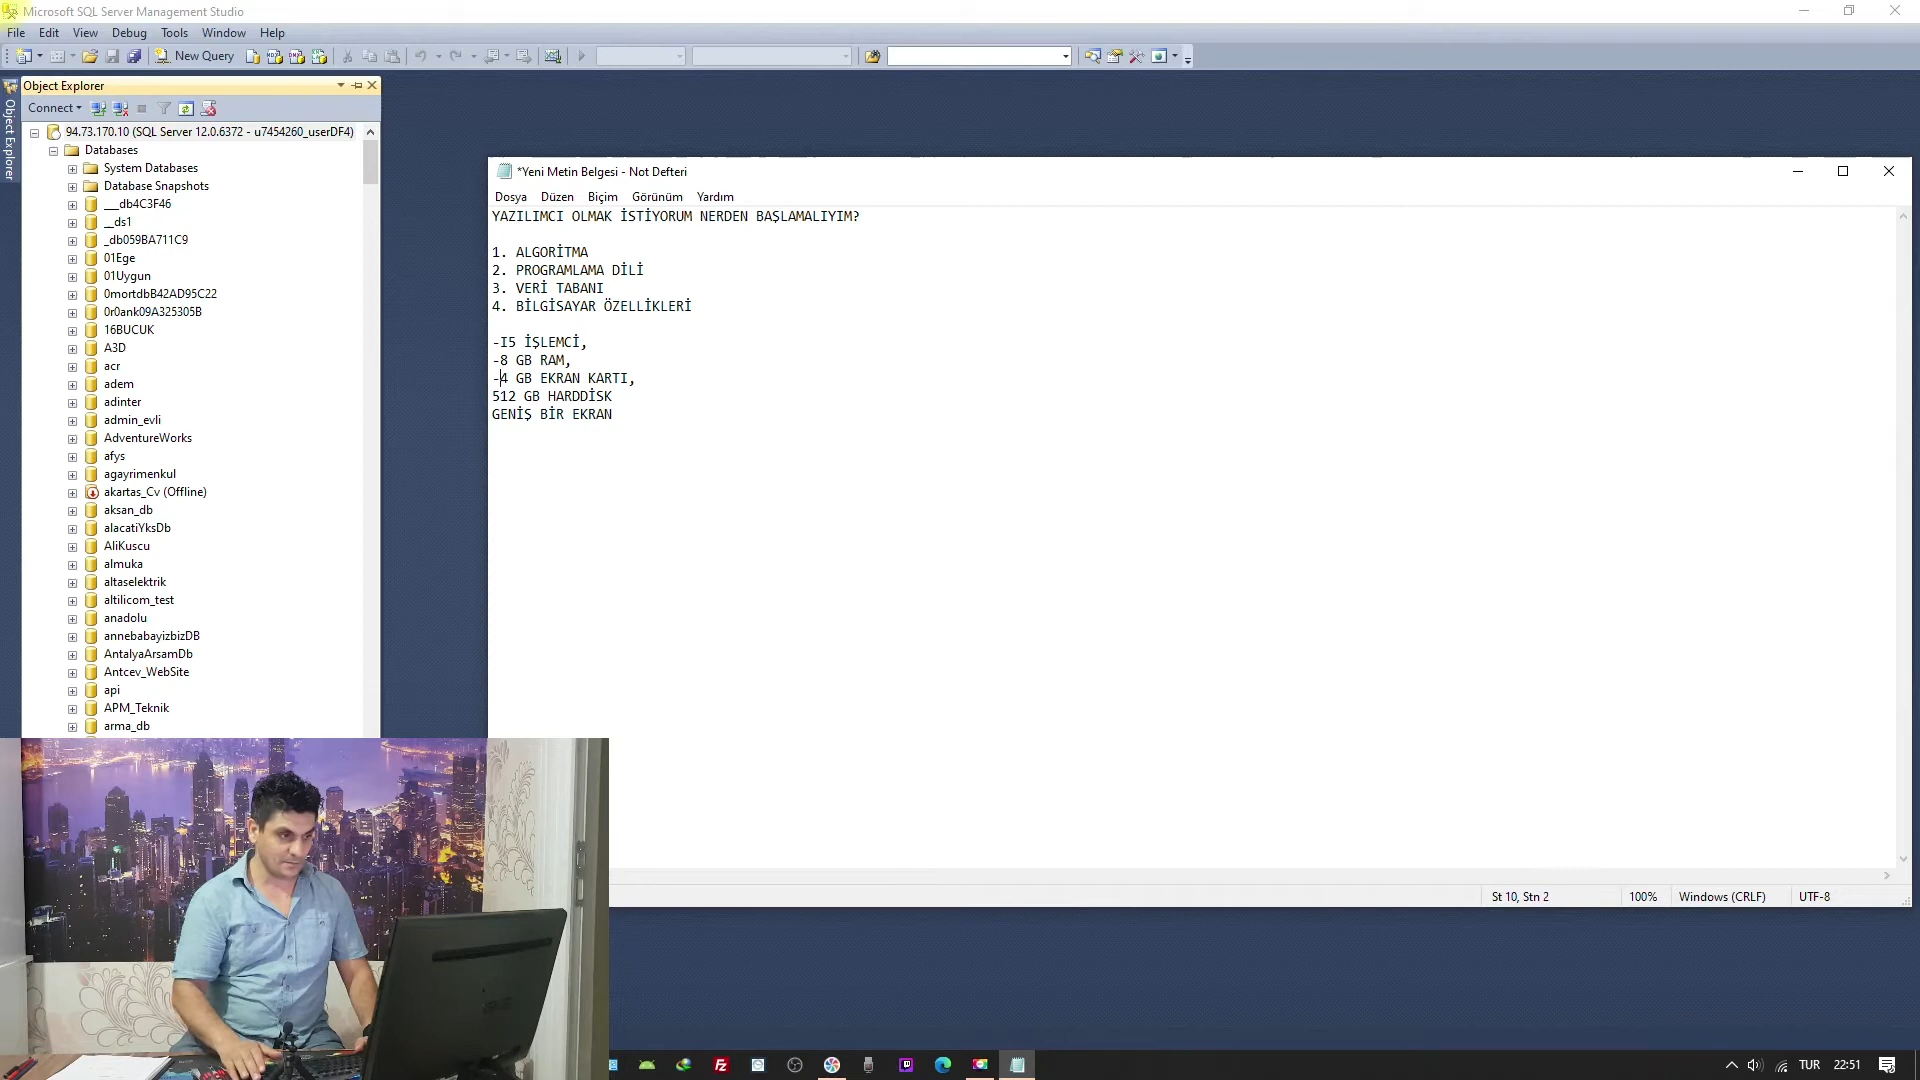 Microsoft SQL Server Management Studio
File Edit View Debug Tools Window Help
New Query
Object Explorer
Object Explorer
Connect
94.73.170.10 (SQL Server 12.0.6372 - u7454260_userDF4)
Databases
System Databases
Database Snapshots
___db4C3F46
__ds1
_db059BA711C9
01Ege
01Uygun
0mortdbB42AD95C22
0r0ank09A325305B
16BUCUK
A3D
acr
adem
adinter
admin_evli
AdventureWorks
afys
agayrimenkul
akartas_Cv (Offline)
aksan_db
alacatiYksDb
AliKuscu
almuka
altaselektrik
altilicom_test
anadolu
annebabayizbizDB
AntalyaArsamDb
Antcev_WebSite
api
APM_Teknik
arma_db
*Yeni Metin Belgesi - Not Defteri
Dosya Düzen Biçim Görünüm Yardım
YAZILIMCI OLMAK İSTİYORUM NERDEN BAŞLAMALIYIM?
1. ALGORİTMA
2. PROGRAMLAMA DİLİ
3. VERİ TABANI
4. BİLGİSAYAR ÖZELLİKLERİ
-I5 İŞLEMCİ,
-8 GB RAM,
-4 GB EKRAN KARTI,
512 GB HARDDİSK
GENİŞ BİR EKRAN
St 10, Stn 2 100% Windows (CRLF) UTF-8
TUR 22:51